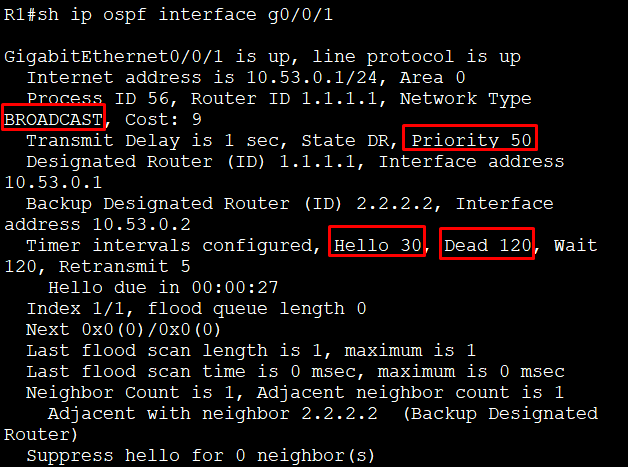 R1#sh ip ospf interface g0/0/1
GigabitEthernet0/0/1 is up, line protocol is up
Internet address is 10.53.0.1/24, Area 0
Process ID 56, Router ID 1.1.1.1, Network Type
BROADCAST, Cost: 9
Transmit Delay is 1 sec, State DR, Priority 50
Designated Router (ID) 1.1.1.1, Interface address
10.53.0.1
Backup Designated Router (ID) 2.2.2.2, Interface
address 10.53.0.2
Timer intervals configured, Hello 30, Dead 120, Wait
120, Retransmit 5
Hello due in 00:00:27
Index 1/1, flood queue length 0
Next 0x0(0)/0x0(0)
Last flood scan length is 1, maximum is 1
Last flood scan time is 0 msec, maximum is 0 msec
Neighbor Count is 1, Adjacent neighbor count is 1
Adjacent with neighbor 2.2.2.2  (Backup Designated
Router)
Suppress hello for 0 neighbor(s)